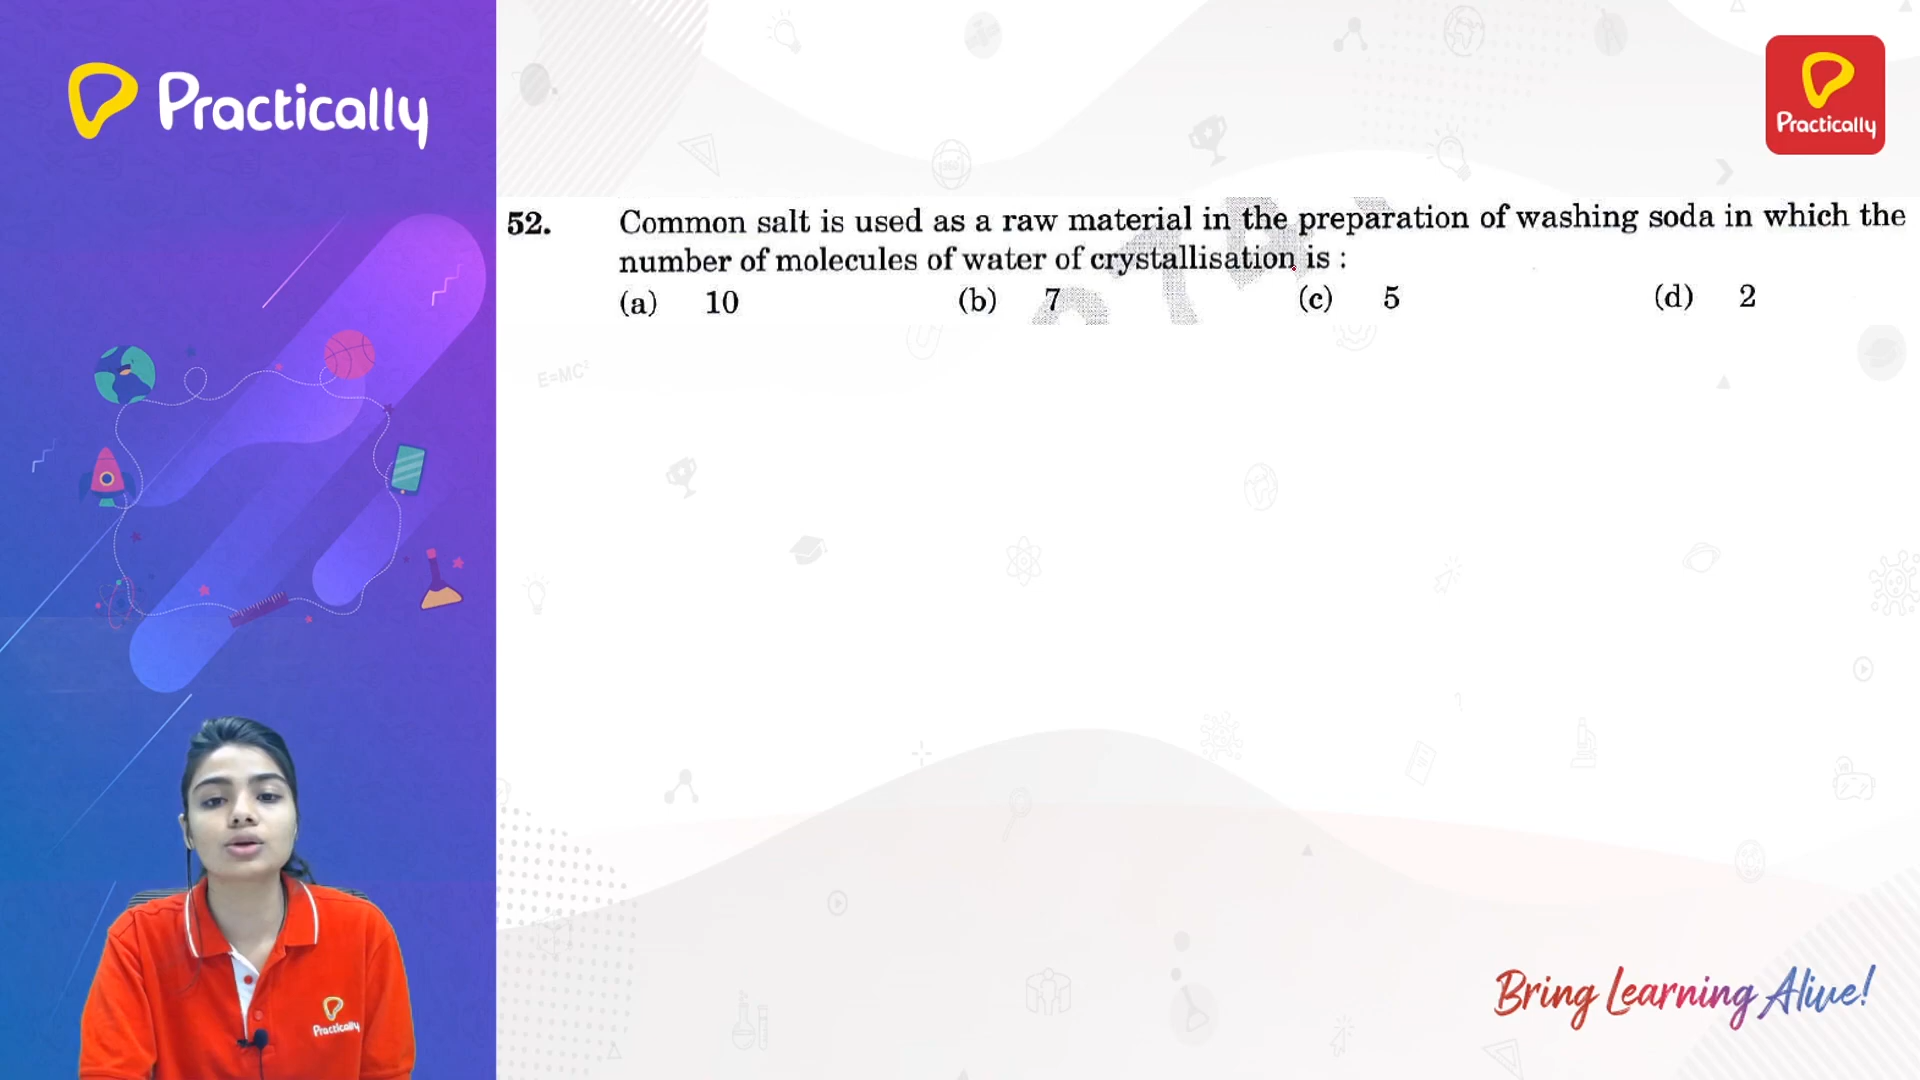 Practically
Practically
52. Common salt is used as a raw material in the preparation of washing soda in which the
number of molecules of water of crystallisation is :
(a) 10 (b) 7 (c) 5 (d) 2
E=MC²
Practically
Bring Learning Alive!